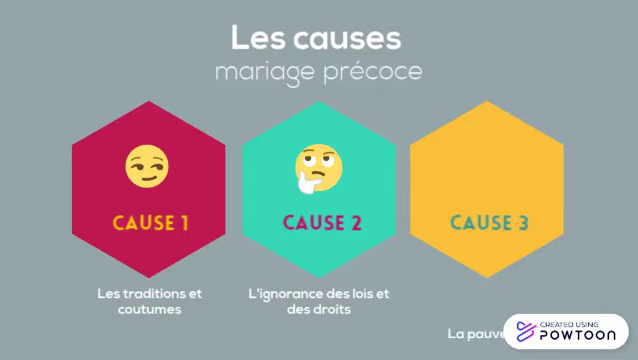 Les causes
mariage précoce
CAUSE 1
CAUSE 2
CAUSE 3
Les traditions et
coutumes
L'ignorance des lois et
des droits
La
CREATED USING
POWTOON